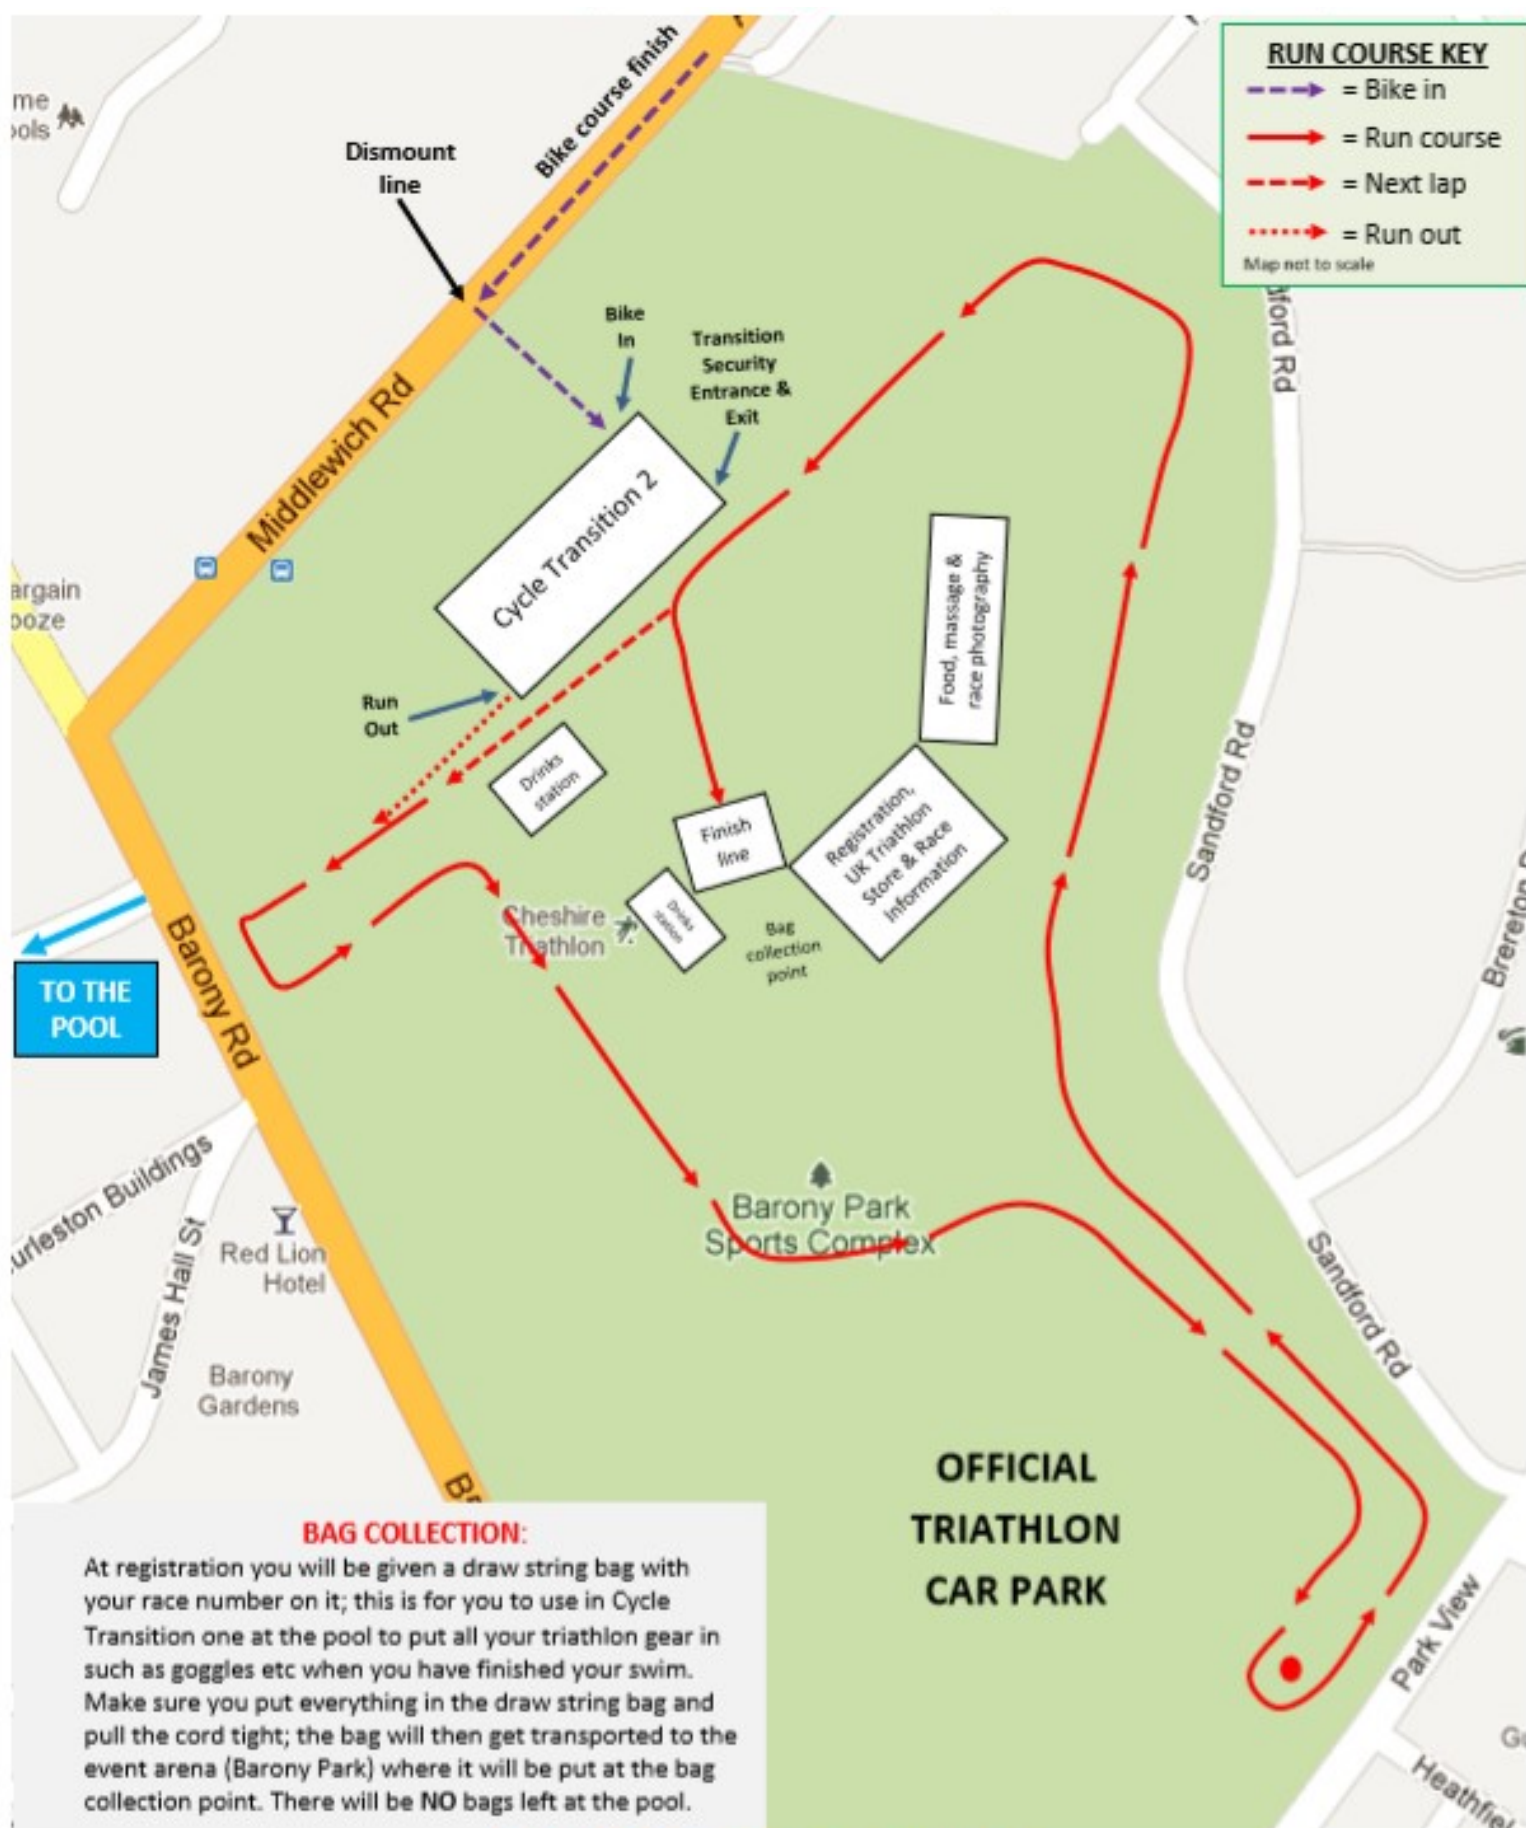 RUN COURSE KEY
= Bike in
= Run course
= Next lap
= Run out
Map not to scale
Bike course finish
Dismount
line
Bike
In
Transition
Security
Entrance &
Exit
Middlewich Rd
Cycle Transition 2
Food, massage &
race photography
Run
Out
Drinks
station
Finish
line
Registration,
UK Triathlon
Store & Race
Information
Drinks
station
Cheshire
Triathlon
Bag
collection
point
Sandford Rd
Barony Rd
TO THE
POOL
James Hall St
Buildings
Red Lion
Hotel
Barony
Gardens
Barony Park
Sports Complex
Sandford Rd
OFFICIAL
TRIATHLON
CAR PARK
Park View
BAG COLLECTION:
At registration you will be given a draw string bag with
your race number on it; this is for you to use in Cycle
Transition one at the pool to put all your triathlon gear in
such as goggles etc when you have finished your swim.
Make sure you put everything in the draw string bag and
pull the cord tight; the bag will then get transported to the
event arena (Barony Park) where it will be put at the bag
collection point. There will be NO bags left at the pool.